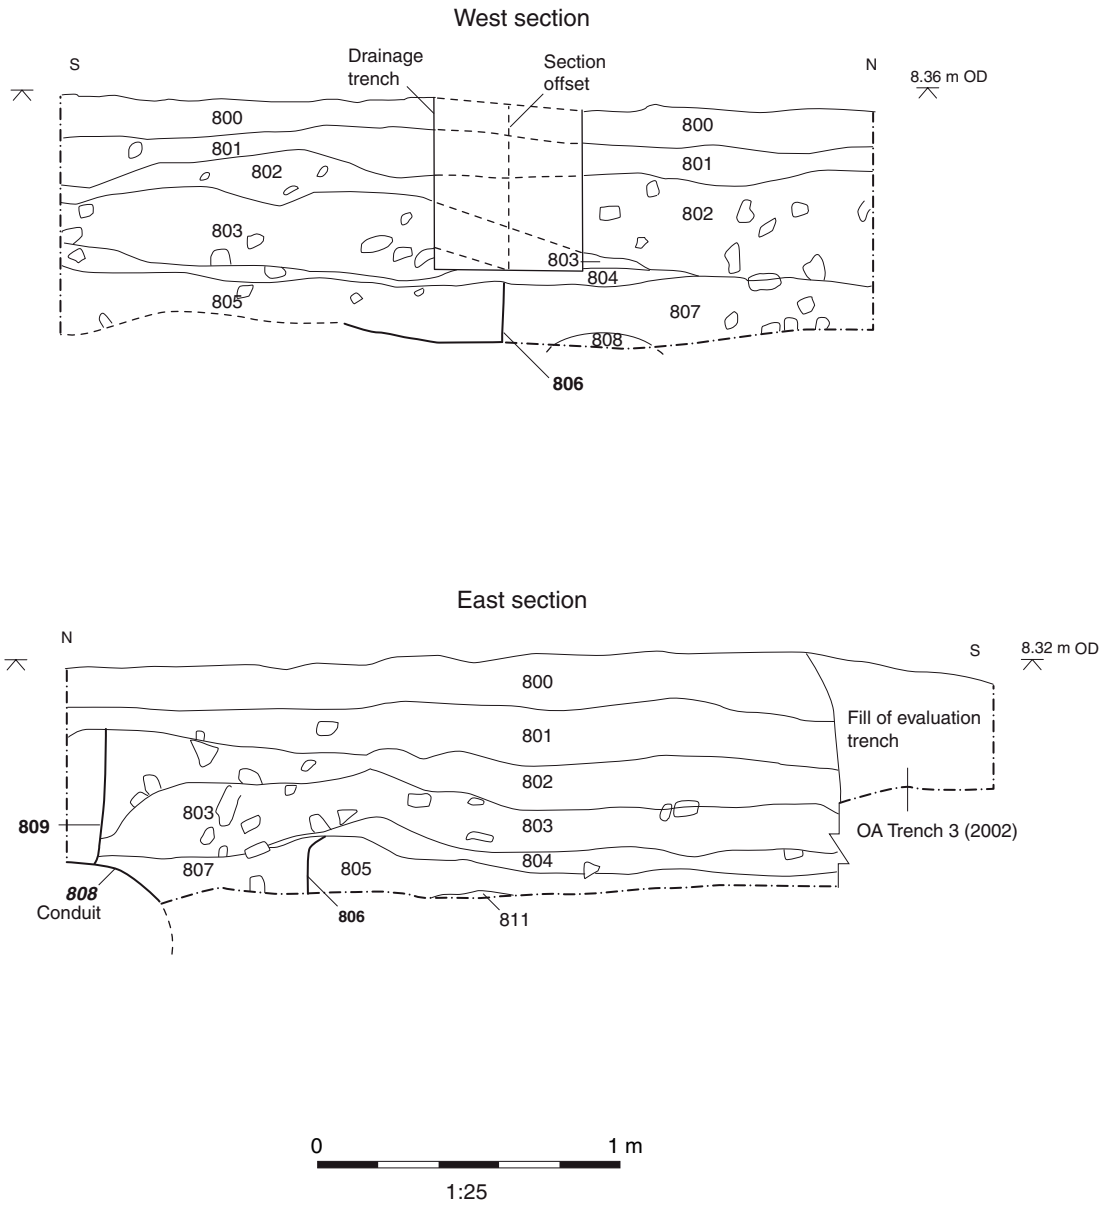 West section
S
Drainage
trench
Section
offset
N
8.36 m OD
800
800
801
801
802
802
803
803
804
805
807
808
806
East section
N
S
8.32 m OD
800
Fill of evaluation
trench
801
802
803
803
809
OA Trench 3 (2002)
804
807
805
808
Conduit
806
811
0
1 m
1:25